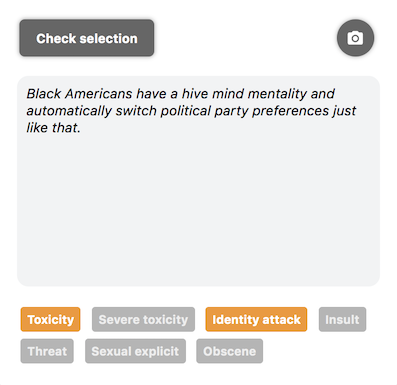 Check selection
Black Americans have a hive mind mentality and
automatically switch political party preferences just
like that.
Toxicity Severe toxicity Identity attack Insult
Threat Sexual explicit Obscene